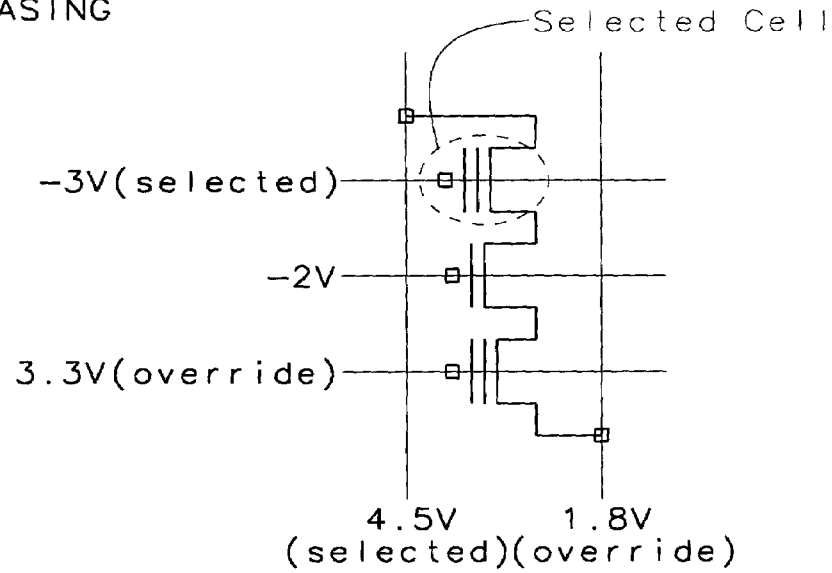 ASING
Selected Cell
-3V(selected)
-2V
3.3V(override)
4.5V 1.8V
(selected)(override)